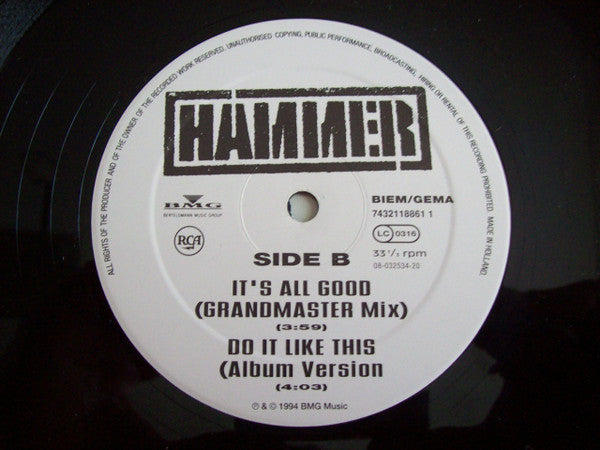 ALL RIGHTS OF THE PRODUCER AND OF THE OWNER OF THE RECORDED WORK RESERVED, UNAUTHORISED COPYING, PUBLIC PERFORMANCE, BROADCASTING, HIRING OR RENTAL OF THIS RECORDING PROHIBITED. MADE IN HOLLAND.
HAMMER
BMG
BERTELSMANN MUSIC GROUP
RCA
BIEM/GEMA
74321188611
LC 0316
33 1/3 rpm
08-032534-20
SIDE B
IT'S ALL GOOD
(GRANDMASTER Mix)
(3:59)
DO IT LIKE THIS
(Album Version
(4:03)
℗ & © 1994 BMG Music